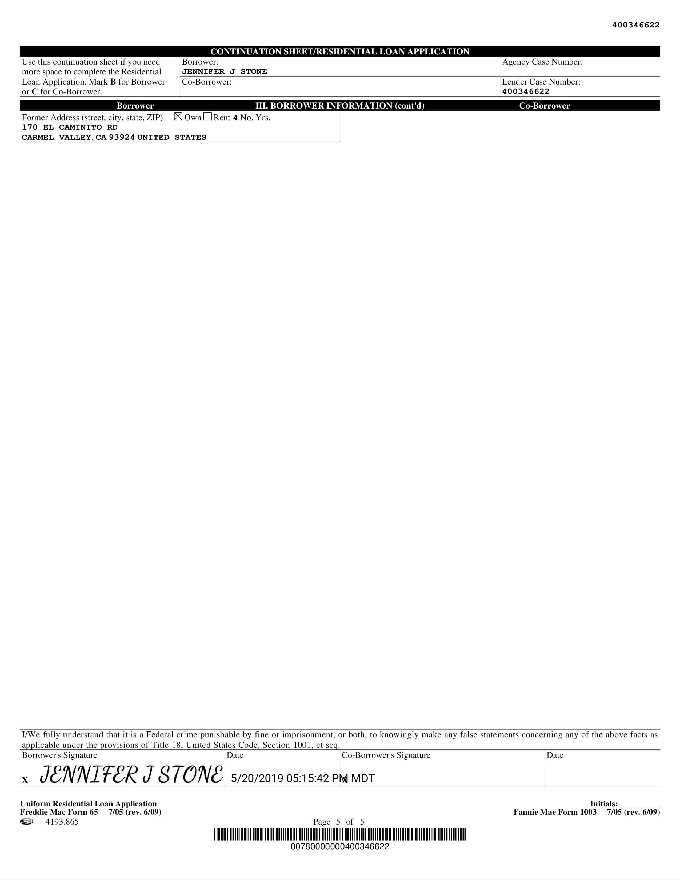 400346622
CONTINUATION SHEET/RESIDENTIAL LOAN APPLICATION
Use this continuation sheet if you need
more space to complete the Residential
Loan Application. Mark B for Borrower
or C for Co-Borrower.
Borrower:
JENNIFER J STONE
Co-Borrower:
Agency Case Number:
Lender Case Number:
400346622
Borrower III. BORROWER INFORMATION (cont'd) Co-Borrower
Former Address (street, city, state, ZIP) ☒ Own ☐ Rent 4 No. Yrs.
170 EL CAMINITO RD
CARMEL VALLEY, CA 93924 UNITED STATES
I/We fully understand that it is a Federal crime punishable by fine or imprisonment, or both, to knowingly make any false statements concerning any of the above facts as
applicable under the provisions of Title 18, United States Code, Section 1001, et seq.
Borrower's Signature Date Co-Borrower's Signature Date
X JENNIFER J STONE 5/20/2019 05:15:42 PM MDT
Uniform Residential Loan Application
Freddie Mac Form 65 7/05 (rev. 6/09)
4193.865
Page 5 of 5
Initials:
Fannie Mae Form 1003 7/05 (rev. 6/09)
0078000000400346622